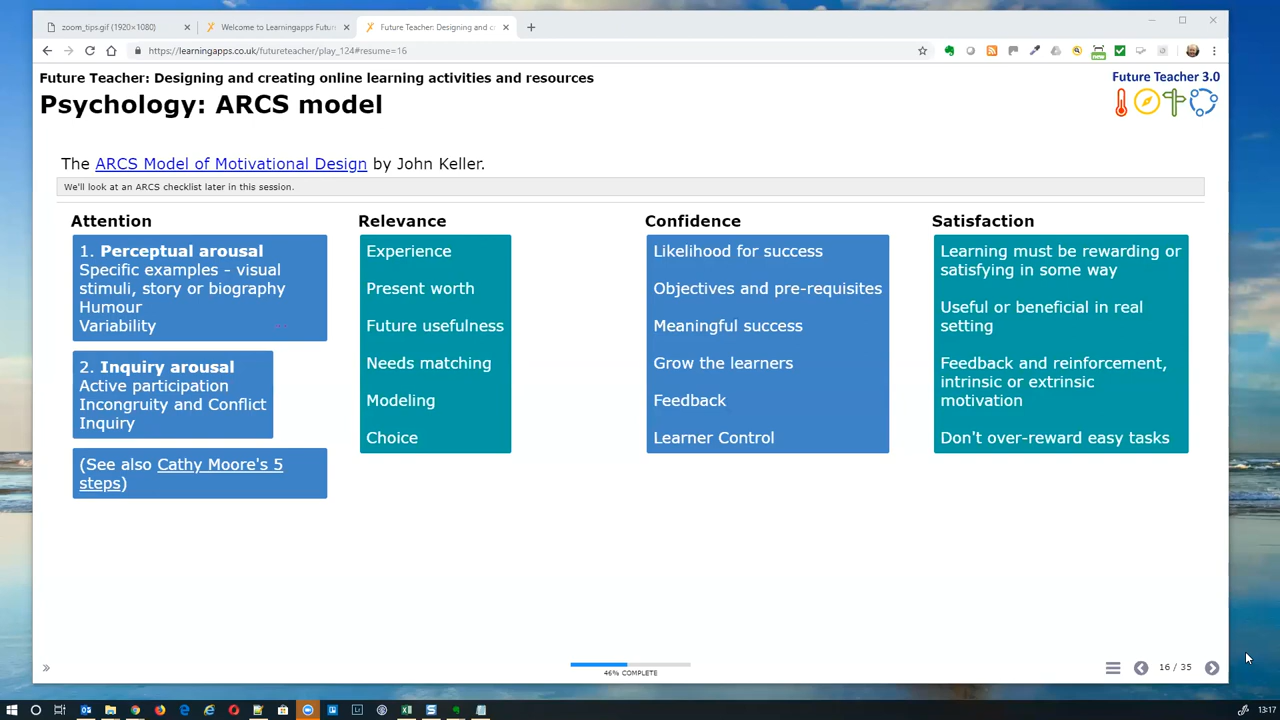 zoom_tips.gif (1920×1080)
Welcome to Learningapps Futur
Future Teacher: Designing and c
https://learningapps.co.uk/futureteacher/play_124#resume=16
new
Future Teacher: Designing and creating online learning activities and resources
Future Teacher 3.0
Psychology: ARCS model
The ARCS Model of Motivational Design by John Keller.
We'll look at an ARCS checklist later in this session.
Attention
1. Perceptual arousal
Specific examples - visual
stimuli, story or biography
Humour
Variability
2. Inquiry arousal
Active participation
Incongruity and Conflict
Inquiry
(See also Cathy Moore's 5
steps)
Relevance
Experience
Present worth
Future usefulness
Needs matching
Modeling
Choice
Confidence
Likelihood for success
Objectives and pre-requisites
Meaningful success
Grow the learners
Feedback
Learner Control
Satisfaction
Learning must be rewarding or
satisfying in some way
Useful or beneficial in real
setting
Feedback and reinforcement,
intrinsic or extrinsic
motivation
Don't over-reward easy tasks
46% COMPLETE
16 / 35
13:17